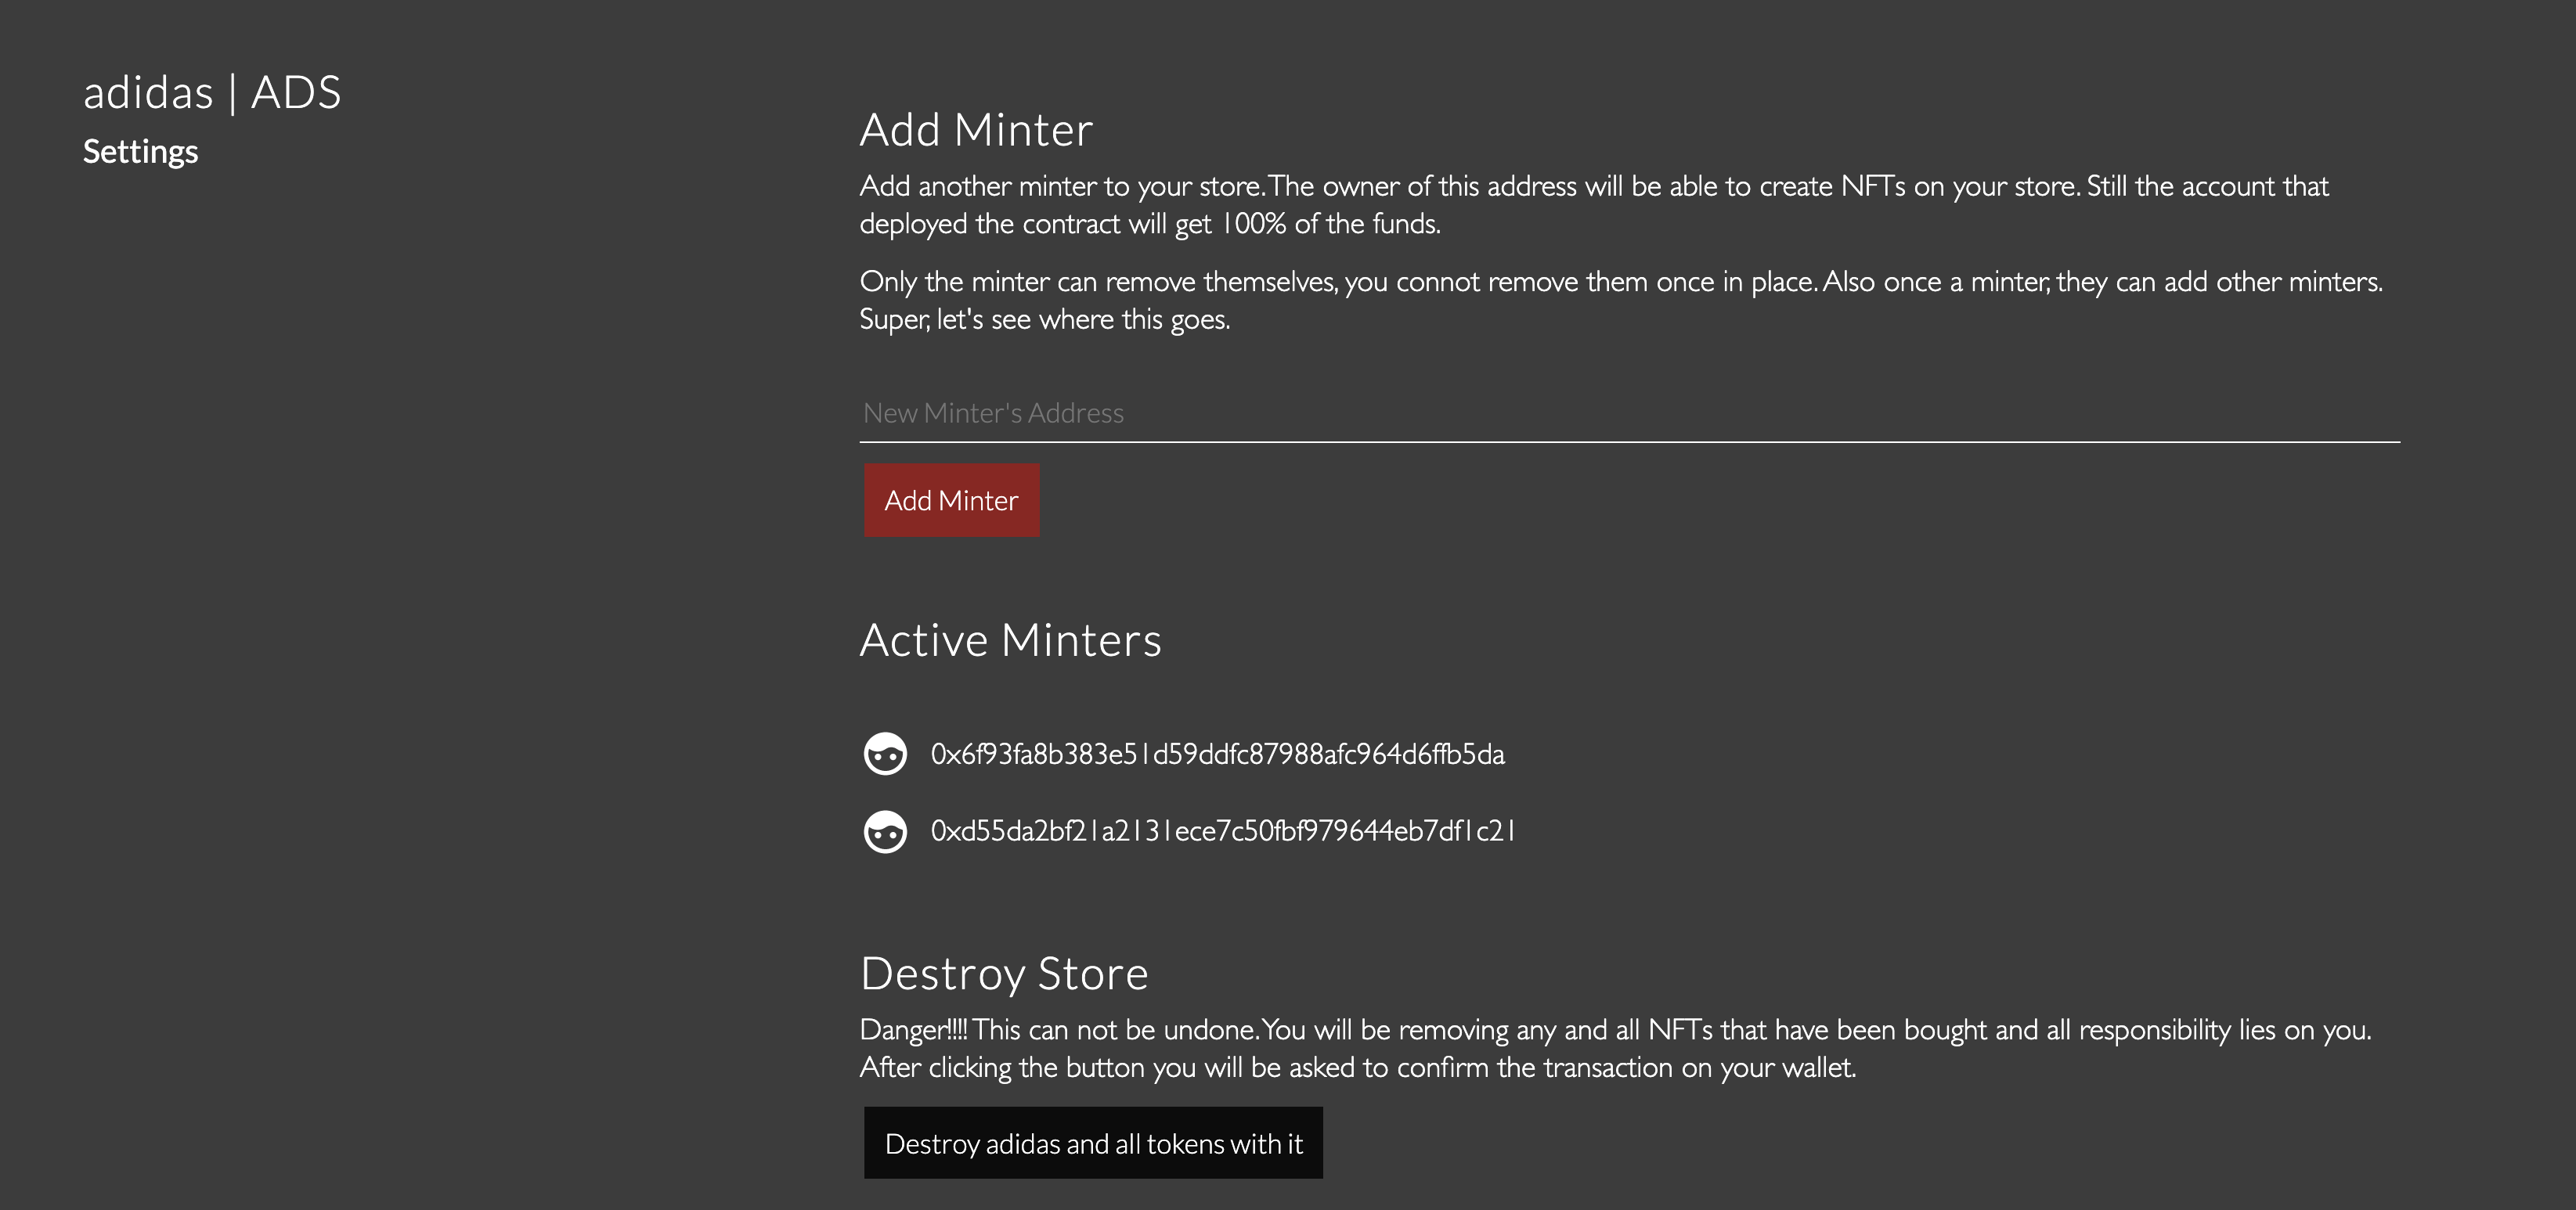 adidas | ADS
Settings
Add Minter
Add another minter to your store. The owner of this address will be able to create NFTs on your store. Still the account that
deployed the contract will get 100% of the funds.
Only the minter can remove themselves, you connot remove them once in place. Also once a minter, they can add other minters.
Super, let's see where this goes.
New Minter's Address
Add Minter
Active Minters
0x6f93fa8b383e51d59ddfc87988afc964d6ffb5da
0xd55da2bf21a2131ece7c50fbf979644eb7df1c21
Destroy Store
Danger!!!! This can not be undone. You will be removing any and all NFTs that have been bought and all responsibility lies on you.
After clicking the button you will be asked to confirm the transaction on your wallet.
Destroy adidas and all tokens with it